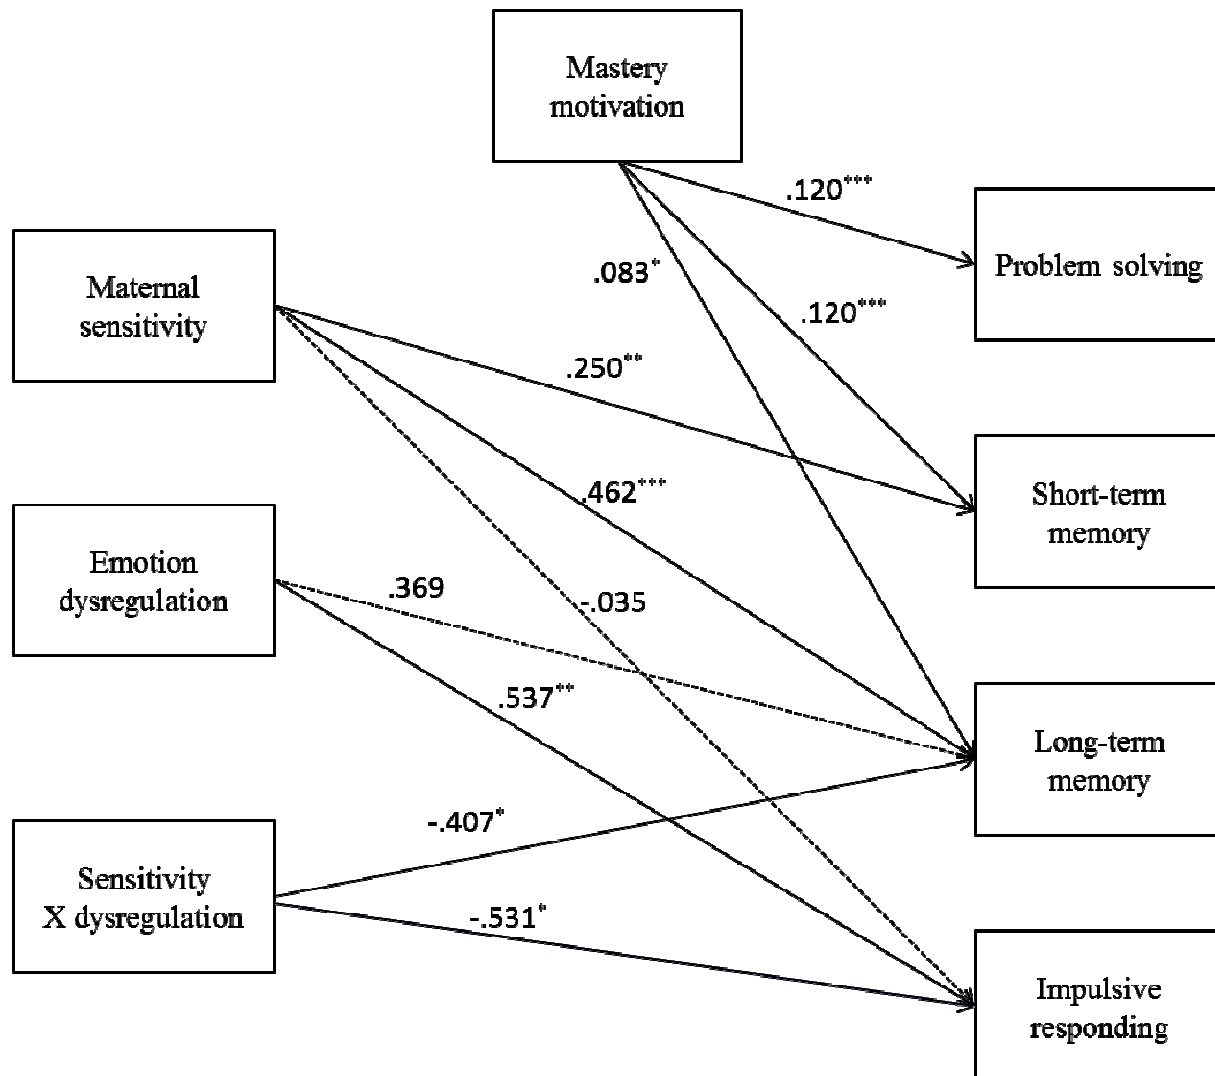 Mastery
motivation
.120***
Problem solving
.083*
Maternal
sensitivity
.120***
.250**
.462***
Short-term
memory
Emotion
dysregulation
.369
-.035
.537**
Long-term
memory
-.407*
Sensitivity
X dysregulation
-.531*
Impulsive
responding